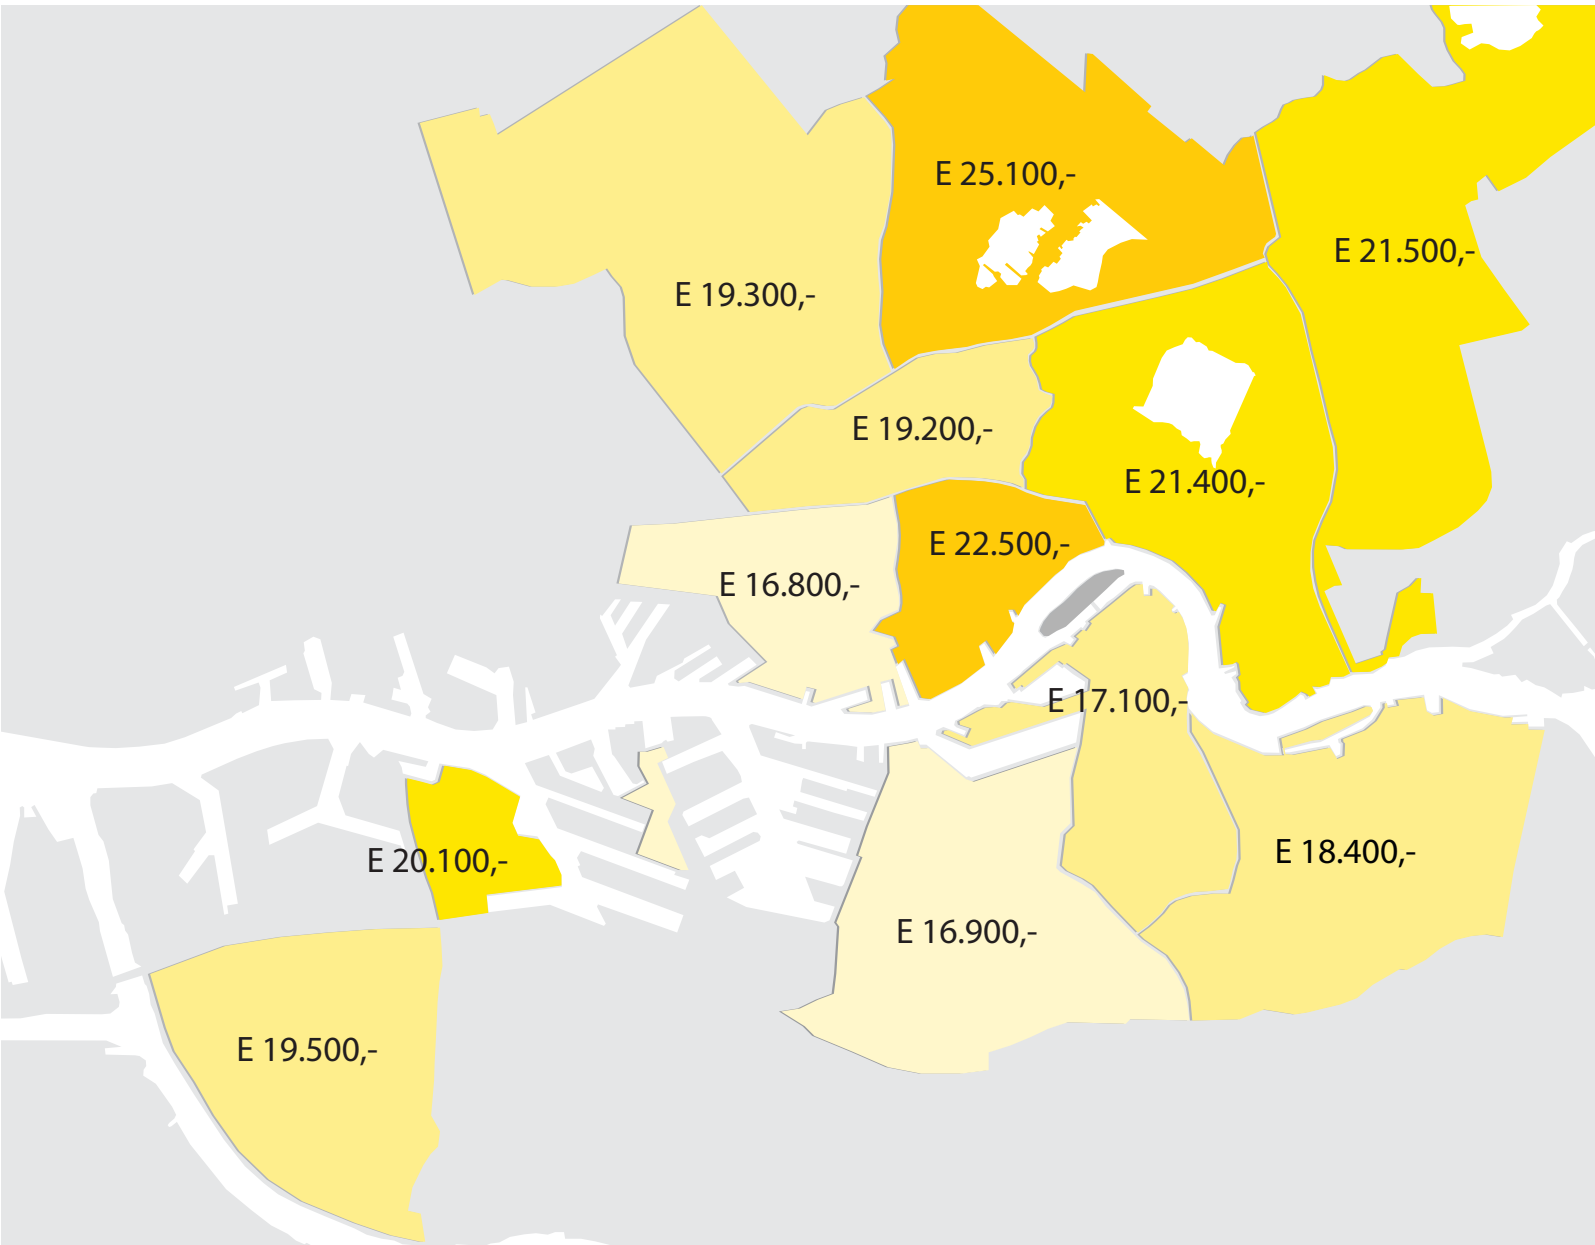 E 25.100,-
E 21.500,-
E 19.300,-
E 19.200,-
E 21.400,-
E 22.500,-
E 16.800,-
E 17.100,-
E 18.400,-
E 20.100,-
E 16.900,-
E 19.500,-